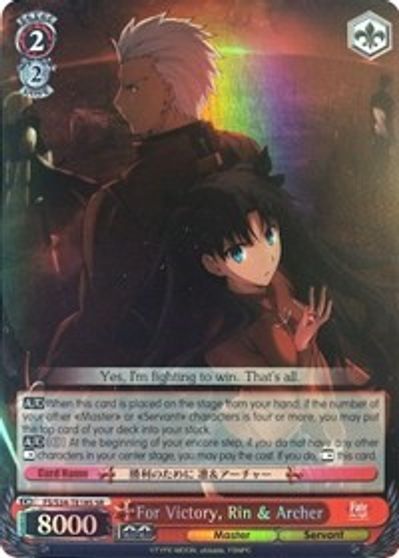 2
2
Yes, I'm fighting to win. That's all.
When this card is placed on the stage from your hand, if the number of
your other «Master» or «Servant» characters is four or more, you may put
the top card of your deck into your stock.
At the beginning of your encore step, if you do not have any other
characters in your center stage, you may pay the cost. If you do,
Card Name 勝利のために 凛&アーチャー
8000
For Victory, Rin & Archer
Fate
Master Servant